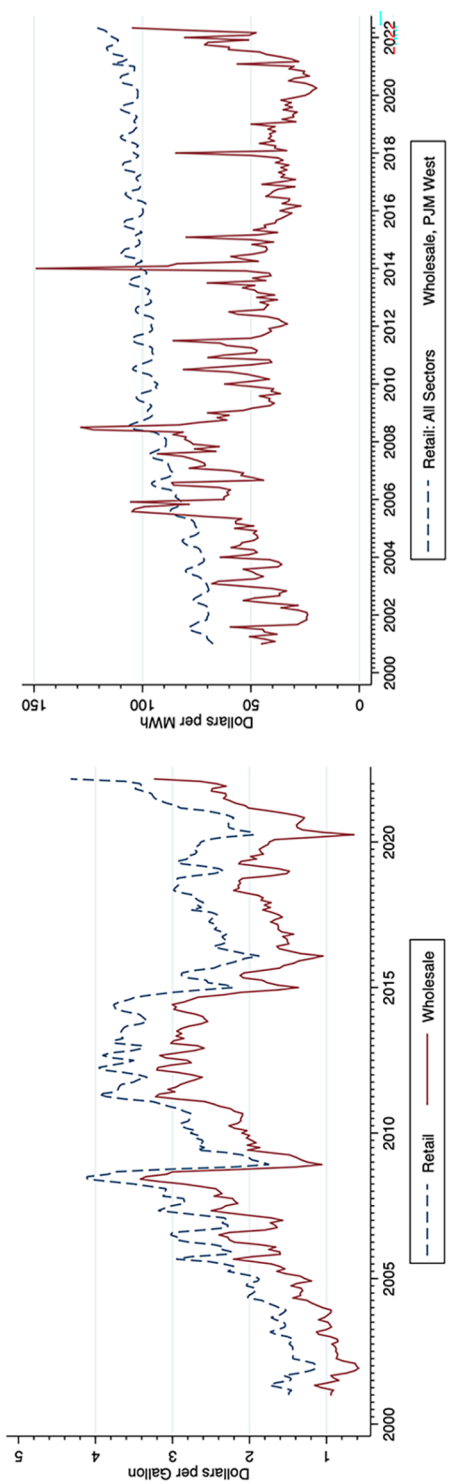 Dollars per Gallon
5
4
3
2
1
2000 2005 2010 2015 2020
Retail Wholesale
Dollars per MWh
150
100
50
0
2000 2002 2004 2006 2008 2010 2012 2014 2016 2018 2020 2022
Retail: All Sectors Wholesale, PJM West